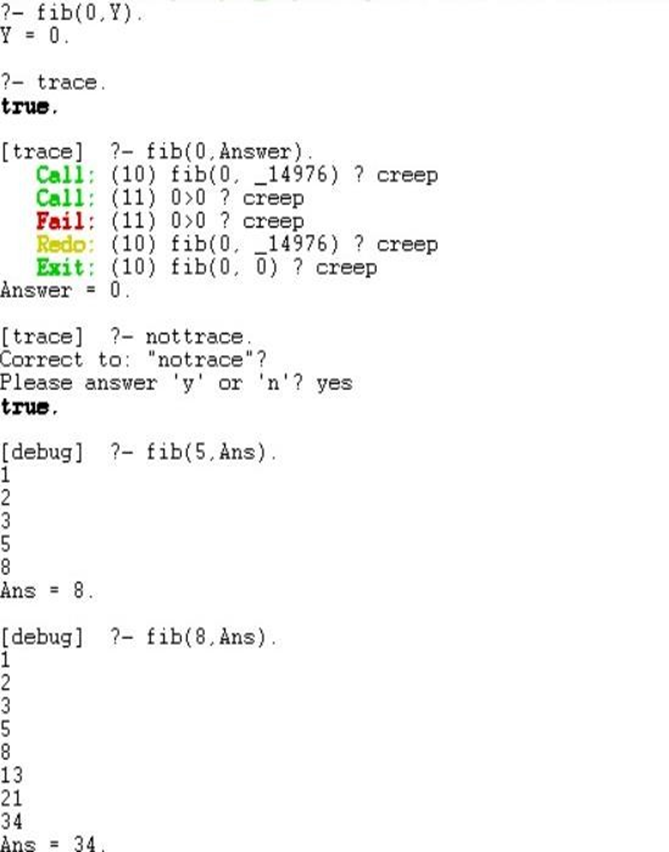 ?- fib(0,Y).
Y = 0.
?- trace.
true.
[trace]  ?- fib(0,Answer).
   Call: (10) fib(0, _14976) ? creep
   Call: (11) 0>0 ? creep
   Fail: (11) 0>0 ? creep
   Redo: (10) fib(0, _14976) ? creep
   Exit: (10) fib(0, 0) ? creep
Answer = 0.
[trace]  ?- nottrace.
Correct to: "notrace"?
Please answer 'y' or 'n'? yes
true.
[debug]  ?- fib(5,Ans).
1
2
3
5
8
Ans = 8.
[debug]  ?- fib(8,Ans).
1
2
3
5
8
13
21
34
Ans = 34.